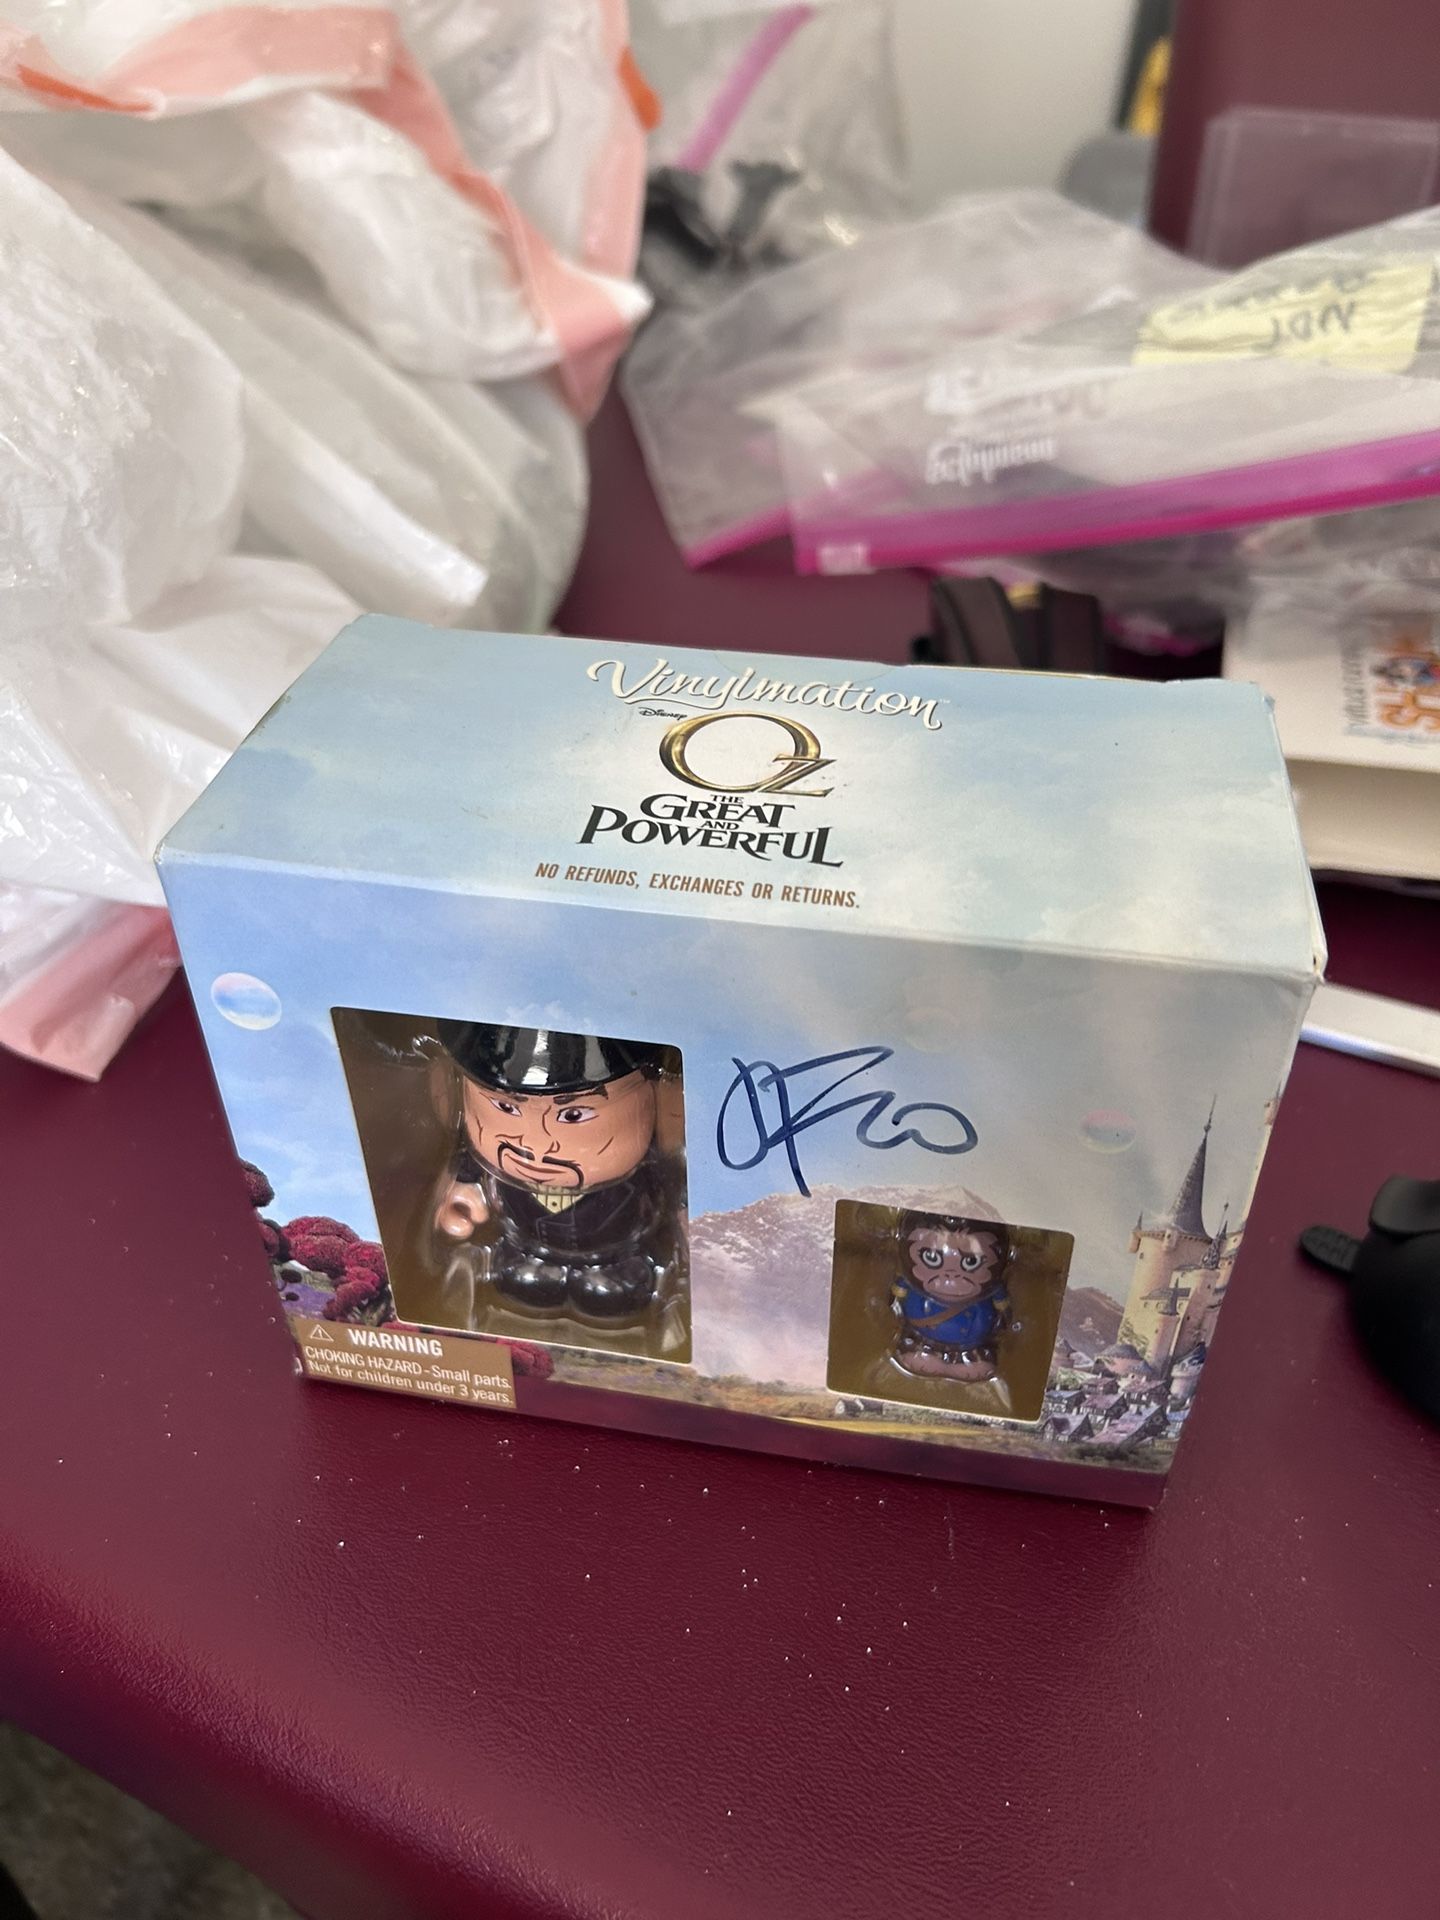 Vinylmation™
Disney
Oz
THE
GREAT
AND
POWERFUL
NO REFUNDS, EXCHANGES OR RETURNS.
WARNING
CHOKING HAZARD - Small parts.
Not for children under 3 years.